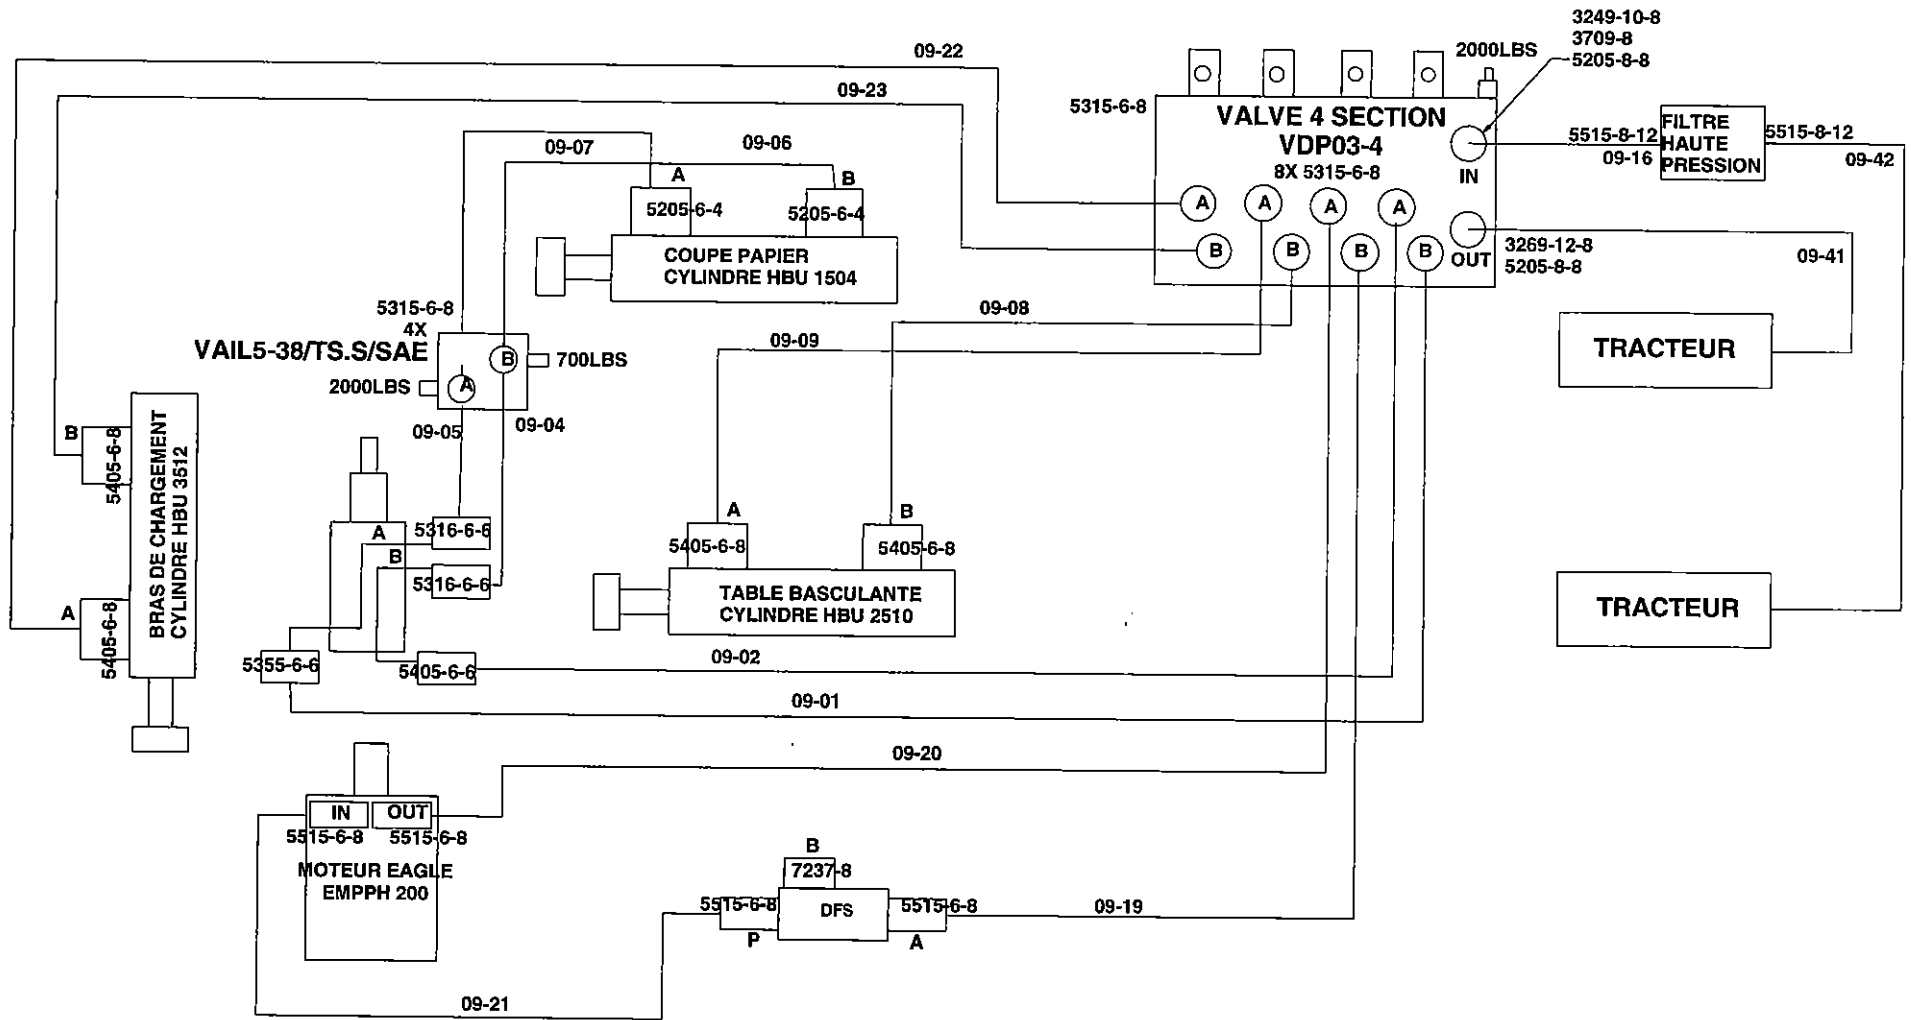 3249-10-8
3709-8
5205-8-8
2000LBS
09-22
09-23
5315-6-8
VALVE 4 SECTION
VDP03-4
8X 5315-6-8
IN
OUT
A
A
A
A
B
B
B
B
3269-12-8
5205-8-8
5515-8-12
09-16
FILTRE
HAUTE
PRESSION
5515-8-12
09-42
09-41
TRACTEUR
TRACTEUR
09-07
09-06
A
B
5205-6-4
5205-6-4
COUPE PAPIER
CYLINDRE HBU 1504
5315-6-8
4X
VAIL5-38/TS.S/SAE
B
700LBS
2000LBS
A
09-05
09-04
09-08
09-09
B
5405-6-8
A
5405-6-8
BRAS DE CHARGEMENT
CYLINDRE HBU 3512
A
5316-6-6
B
5316-6-6
A
B
5405-6-8
5405-6-8
TABLE BASCULANTE
CYLINDRE HBU 2510
5355-6-6
5405-6-6
09-02
09-01
09-20
IN
OUT
5515-6-8
5515-6-8
MOTEUR EAGLE
EMPPH 200
B
7237-8
5515-6-8
DFS
5515-6-8
P
A
09-19
09-21